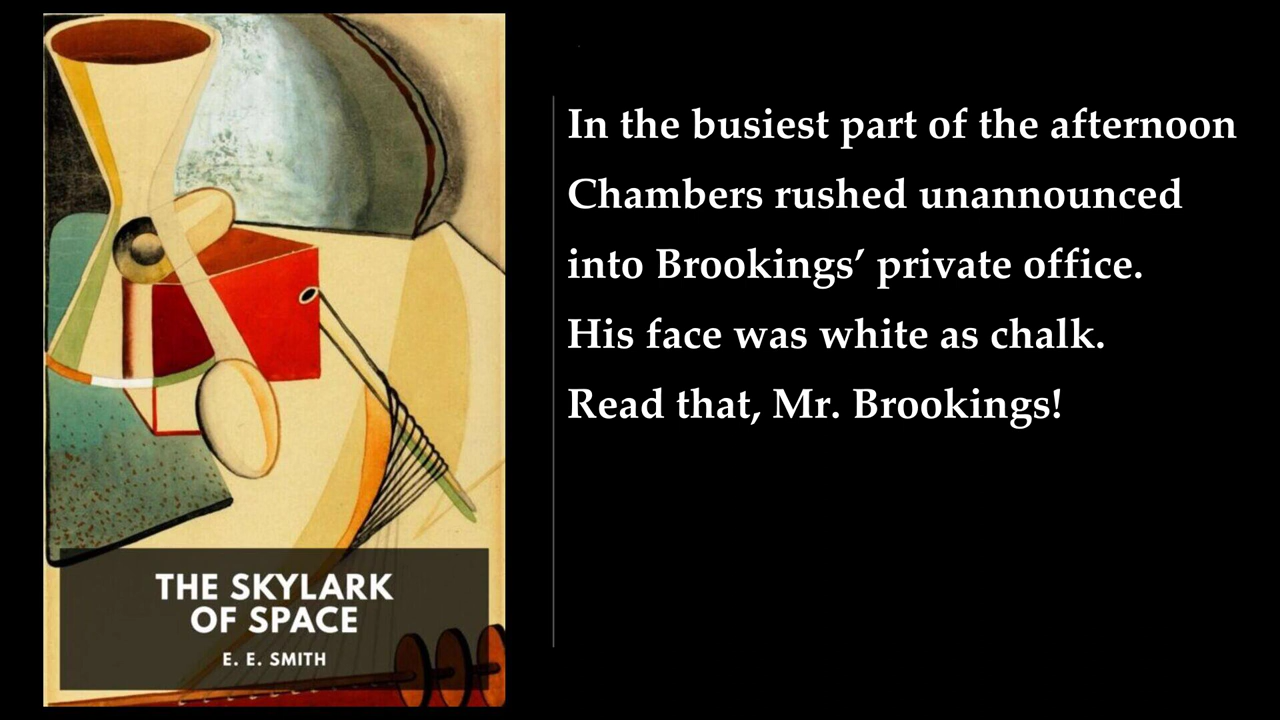 THE SKYLARK
OF SPACE
E. E. SMITH
In the busiest part of the afternoon
Chambers rushed unannounced
into Brookings’ private office.
His face was white as chalk.
Read that, Mr. Brookings!